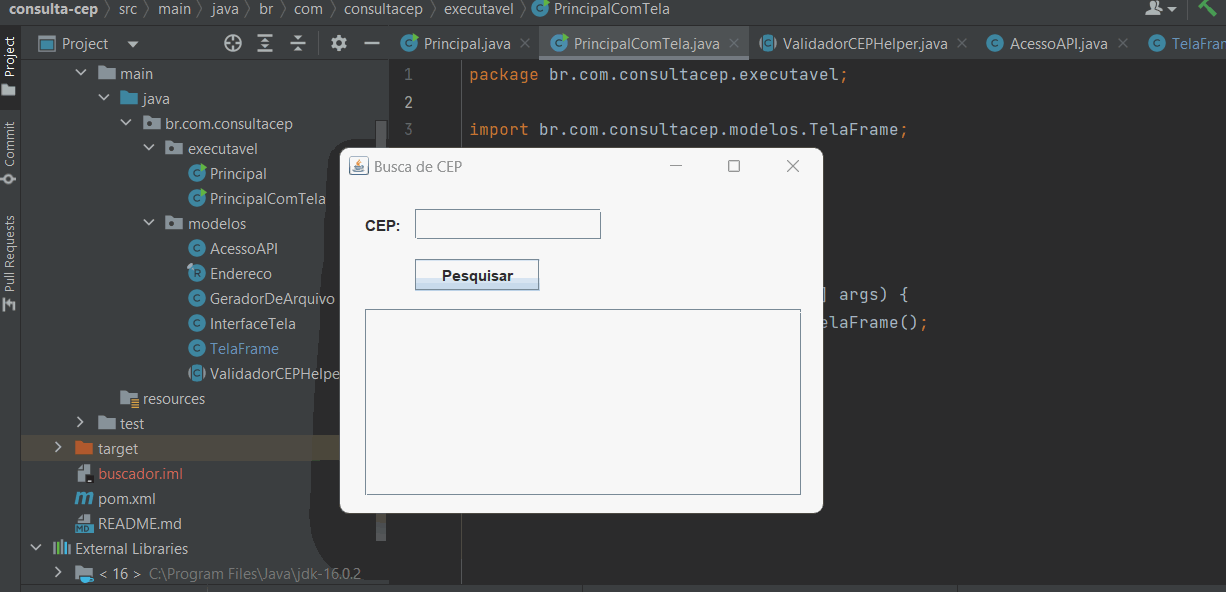 consulta-cep src main java br com consultacep executavel PrincipalComTela
Project
Commit
Pull Requests
Project
Principal.java PrincipalComTela.java ValidadorCEPHelper.java AcessoAPI.java TelaFra
main
java
br.com.consultacep
executavel
Principal
PrincipalComTela
modelos
AcessoAPI
Endereco
GeradorDeArquivo
InterfaceTela
TelaFrame
ValidadorCEPHelpe
resources
test
target
buscador.iml
pom.xml
README.md
External Libraries
< 16 > C:\Program Files\Java\jdk-16.0.2
1 package br.com.consultacep.executavel;
2
3 import br.com.consultacep.modelos.TelaFrame;
] args) {
elaFrame();
Busca de CEP
CEP:
Pesquisar